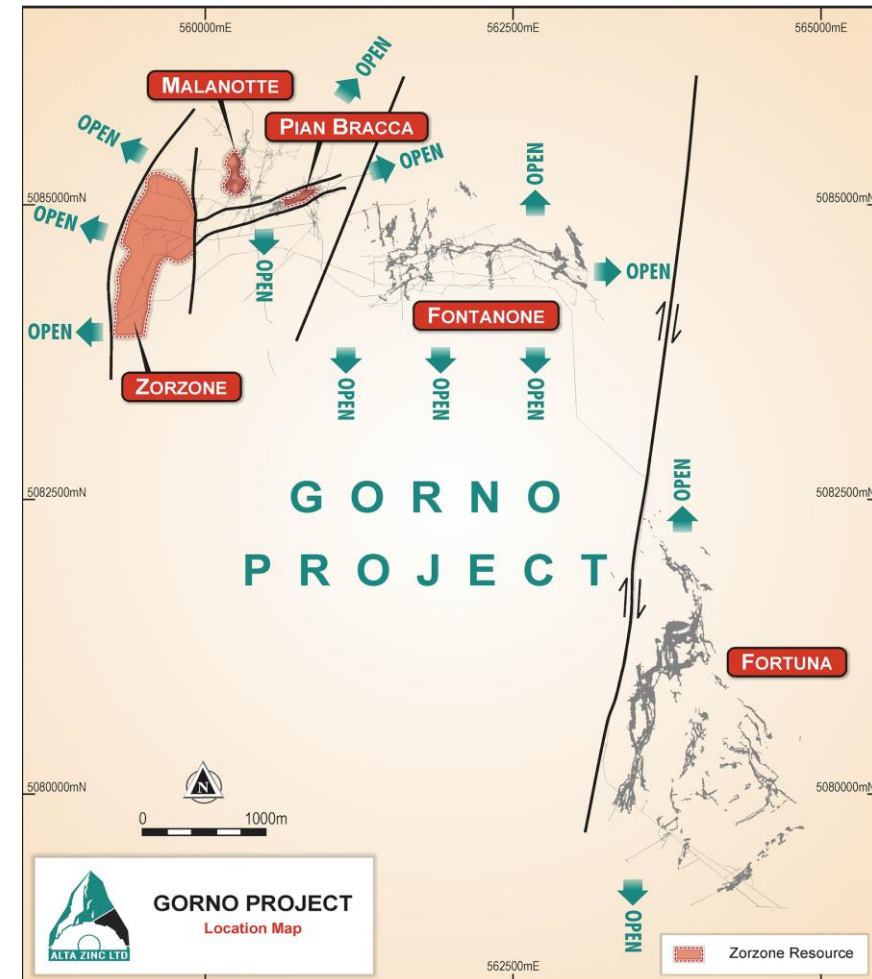 560000mE
562500mE
565000mE
OPEN
MALANOTTE
OPEN
PIAN BRACCA
OPEN
OPEN
5085000mN
5085000mN
OPEN
OPEN
OPEN
FONTANONE
OPEN
ZORZONE
OPEN
OPEN
OPEN
OPEN
5082500mN
5082500mN
GORNO
PROJECT
FORTUNA
5080000mN
5080000mN
N
0 1000m
OPEN
GORNO PROJECT
Location Map
ALTA ZINC LTD
562500mE
Zorzone Resource